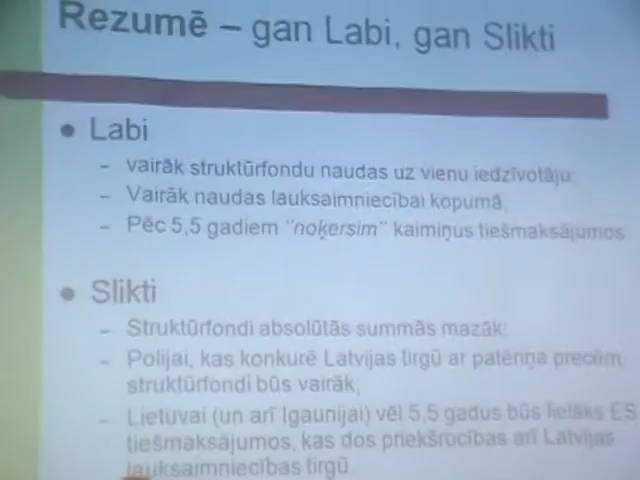 Rezumē – gan Labi, gan Slikti
● Labi
– vairāk struktūrfondu naudas uz vienu iedzīvotāju;
– Vairāk naudas lauksaimniecībai kopumā;
– Pēc 5,5 gadiem "noķersim" kaimiņus tiešmaksājumos
● Slikti
– Struktūrfondi absolūtās summās mazāk;
– Polijai, kas konkurē Latvijas tirgū ar patēriņa precēm,
struktūrfondi būs vairāk;
– Lietuvai (un arī Igaunijai) vēl 5,5 gadus būs lielāks ES
tiešmaksājumos, kas dos priekšrocības arī Latvijas
lauksaimniecības tirgū